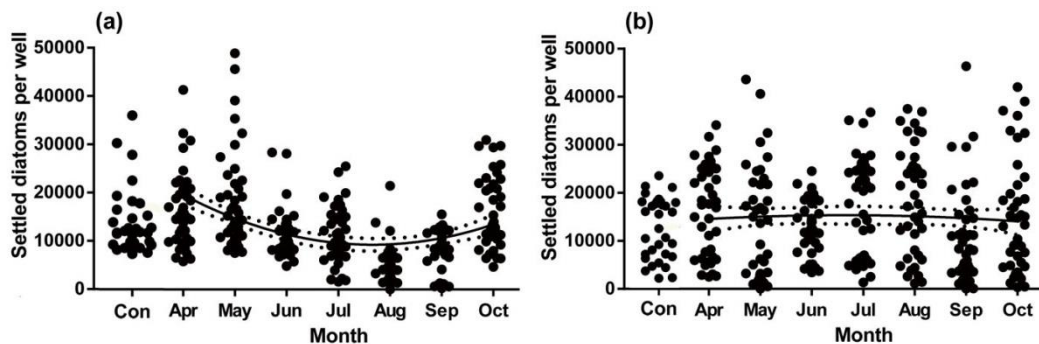 (a)
Settled diatoms per well
50000
40000
30000
20000
10000
0
Con Apr May Jun Jul Aug Sep Oct
Month
(b)
Settled diatoms per well
50000
40000
30000
20000
10000
0
Con Apr May Jun Jul Aug Sep Oct
Month